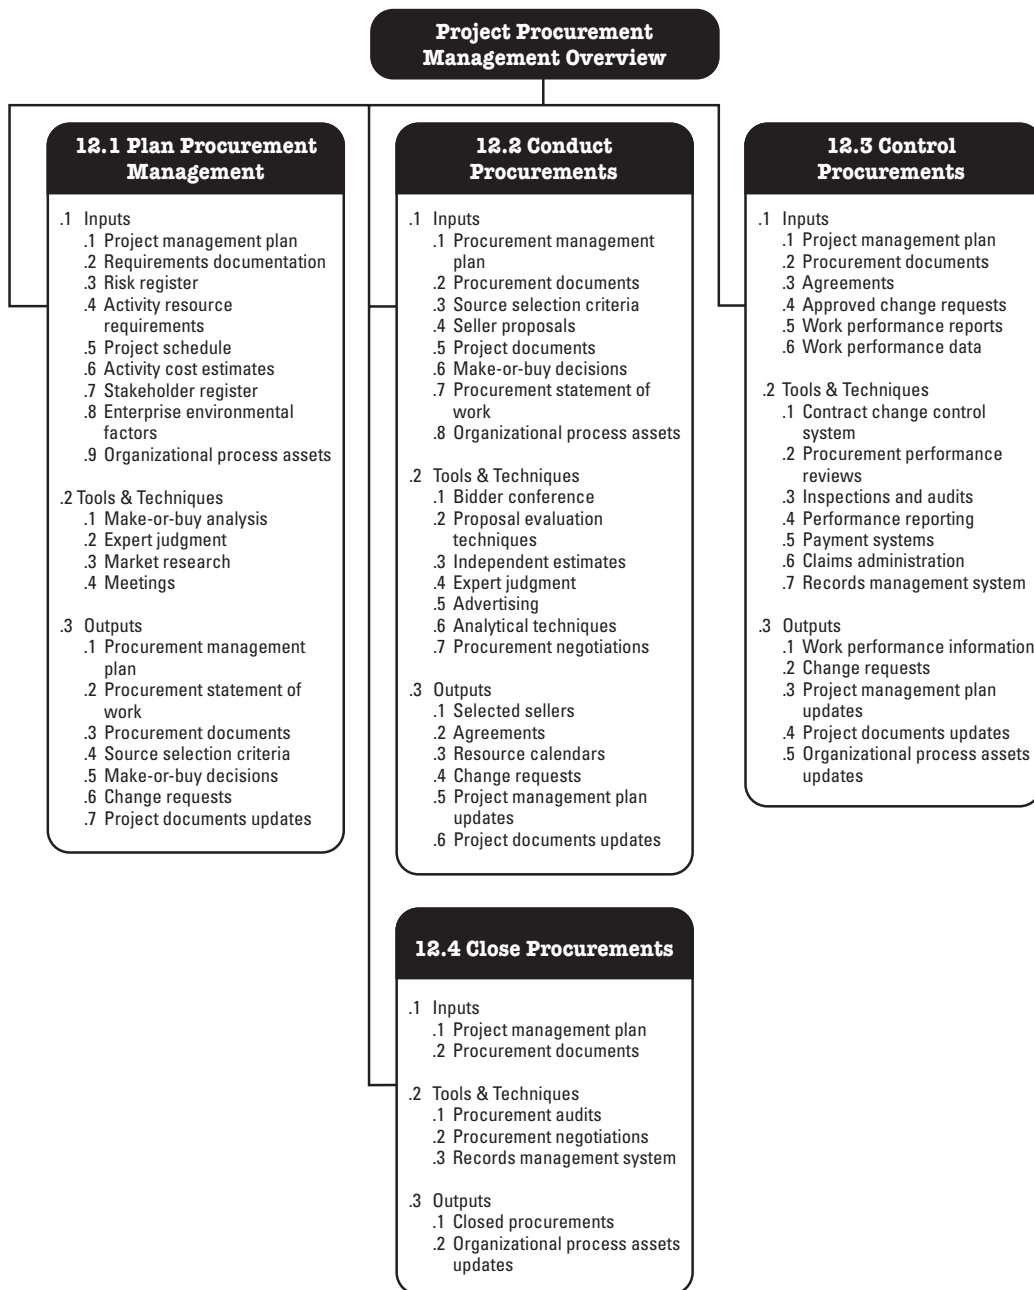 Project Procurement
Management Overview
12.1 Plan Procurement
Management
.1 Inputs
.1 Project management plan
.2 Requirements documentation
.3 Risk register
.4 Activity resource
requirements
.5 Project schedule
.6 Activity cost estimates
.7 Stakeholder register
.8 Enterprise environmental
factors
.9 Organizational process assets
.2 Tools & Techniques
.1 Make-or-buy analysis
.2 Expert judgment
.3 Market research
.4 Meetings
.3 Outputs
.1 Procurement management
plan
.2 Procurement statement of
work
.3 Procurement documents
.4 Source selection criteria
.5 Make-or-buy decisions
.6 Change requests
.7 Project documents updates
12.2 Conduct
Procurements
.1 Inputs
.1 Procurement management
plan
.2 Procurement documents
.3 Source selection criteria
.4 Seller proposals
.5 Project documents
.6 Make-or-buy decisions
.7 Procurement statement of
work
.8 Organizational process assets
.2 Tools & Techniques
.1 Bidder conference
.2 Proposal evaluation
techniques
.3 Independent estimates
.4 Expert judgment
.5 Advertising
.6 Analytical techniques
.7 Procurement negotiations
.3 Outputs
.1 Selected sellers
.2 Agreements
.3 Resource calendars
.4 Change requests
.5 Project management plan
updates
.6 Project documents updates
12.3 Control
Procurements
.1 Inputs
.1 Project management plan
.2 Procurement documents
.3 Agreements
.4 Approved change requests
.5 Work performance reports
.6 Work performance data
.2 Tools & Techniques
.1 Contract change control
system
.2 Procurement performance
reviews
.3 Inspections and audits
.4 Performance reporting
.5 Payment systems
.6 Claims administration
.7 Records management system
.3 Outputs
.1 Work performance information
.2 Change requests
.3 Project management plan
updates
.4 Project documents updates
.5 Organizational process assets
updates
12.4 Close Procurements
.1 Inputs
.1 Project management plan
.2 Procurement documents
.2 Tools & Techniques
.1 Procurement audits
.2 Procurement negotiations
.3 Records management system
.3 Outputs
.1 Closed procurements
.2 Organizational process assets
updates